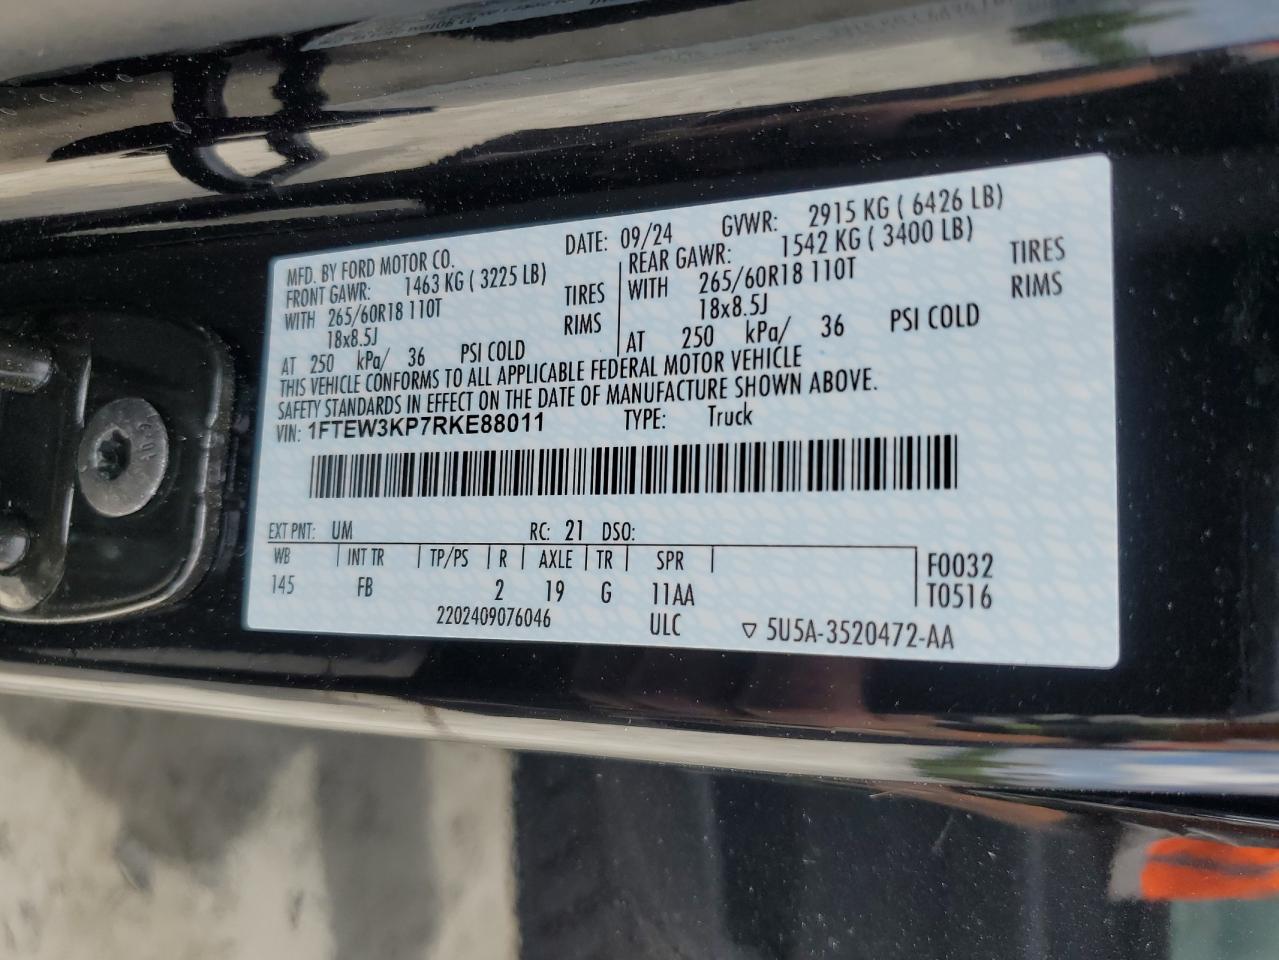 MFD. BY FORD MOTOR CO. DATE: 09/24 GVWR: 2915 KG ( 6426 LB)
FRONT GAWR: 1463 KG ( 3225 LB) REAR GAWR: 1542 KG ( 3400 LB)
WITH 265/60R18 110T TIRES WITH 265/60R18 110T TIRES
18x8.5J RIMS 18x8.5J RIMS
AT 250 kPa/ 36 PSI COLD AT 250 kPa/ 36 PSI COLD
THIS VEHICLE CONFORMS TO ALL APPLICABLE FEDERAL MOTOR VEHICLE
SAFETY STANDARDS IN EFFECT ON THE DATE OF MANUFACTURE SHOWN ABOVE.
VIN: 1FTEW3KP7RKE88011 TYPE: Truck
EXT PNT: UM RC: 21 DSO:
WB INT TR TP/PS R AXLE TR SPR F0032
145 FB 2 19 G 11AA T0516
2202409076046 ULC ▽ 5U5A-3520472-AA